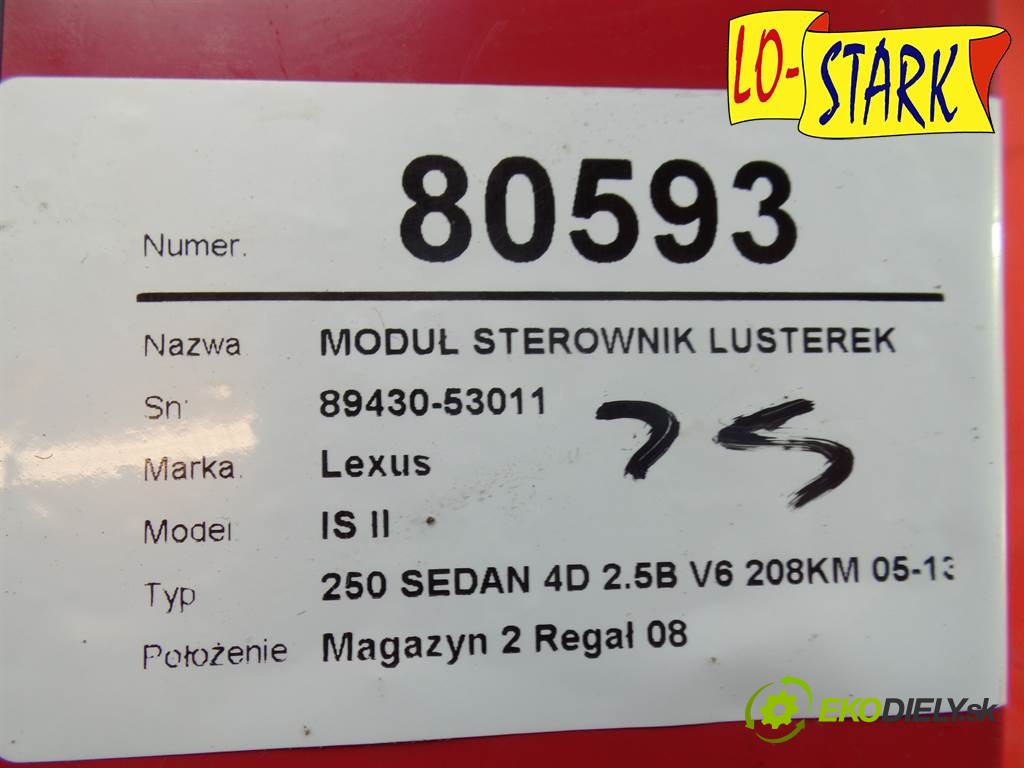 LO-STARK
Numer. 80593
Nazwa MODUŁ STEROWNIK LUSTEREK
Sn: 89430-53011
75
Marka. Lexus
Model IS II
Typ 250 SEDAN 4D 2.5B V6 208KM 05-13
Położenie Magazyn 2 Regał 08
EKODIELY.sk